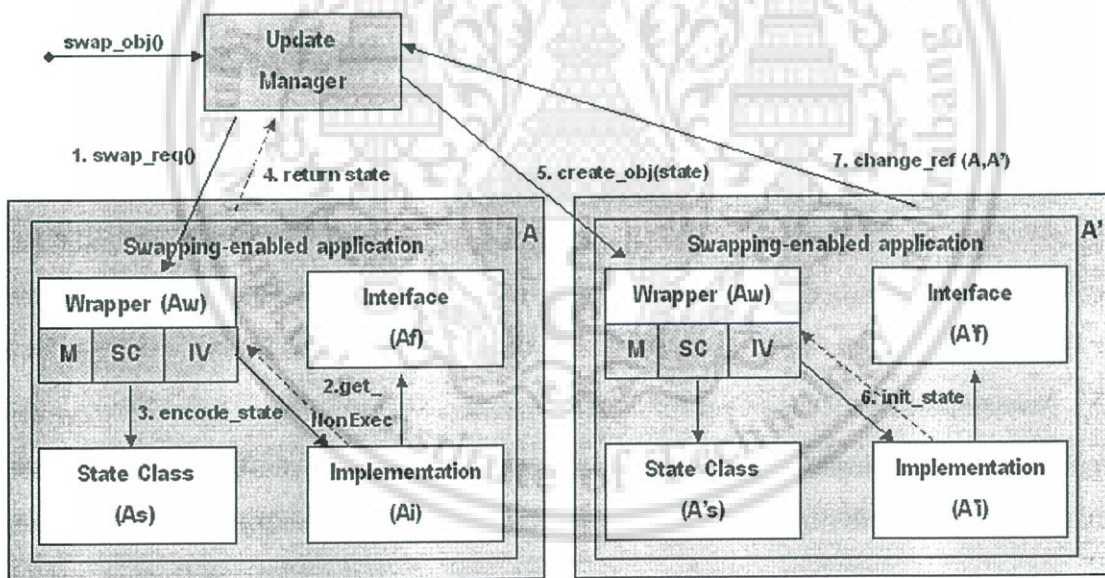 swap_obj()
Update
Manager
1. swap_req()
4. return state
5. create_obj(state)
7. change_ref (A,A')
A
Swapping-enabled application
Wrapper (Aw)
M SC IV
Interface
(Af)
2.get_
NonExec
3. encode_state
State Class
(As)
Implementation
(Ai)
A'
Swapping-enabled application
Wrapper (Aw)
M SC IV
Interface
(A'f)
6. init_state
State Class
(A's)
Implementation
(A'i)